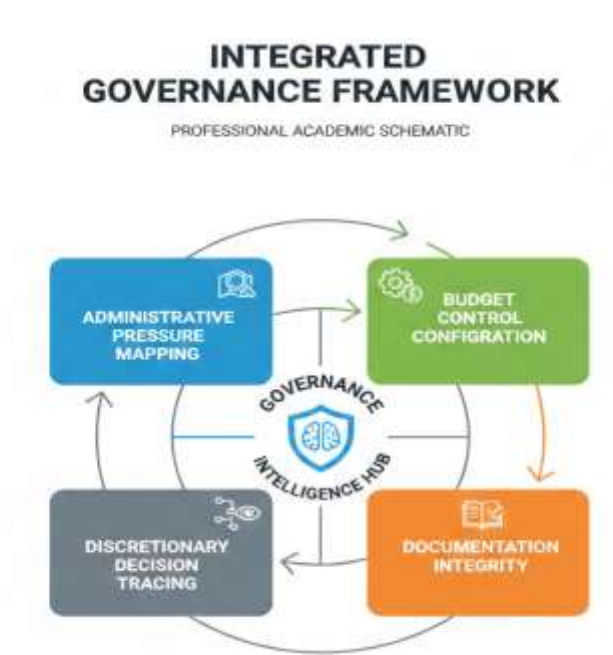 INTEGRATED
GOVERNANCE FRAMEWORK
PROFESSIONAL ACADEMIC SCHEMATIC
ADMINISTRATIVE
PRESSURE
MAPPING
BUDGET
CONTROL
CONFIGRATION
GOVERNANCE
INTELLIGENCE HUB
DISCRETIONARY
DECISION
TRACING
DOCUMENTATION
INTEGRITY